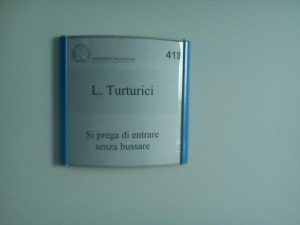 418
L. Turturici
Si prega di entrare
senza bussare